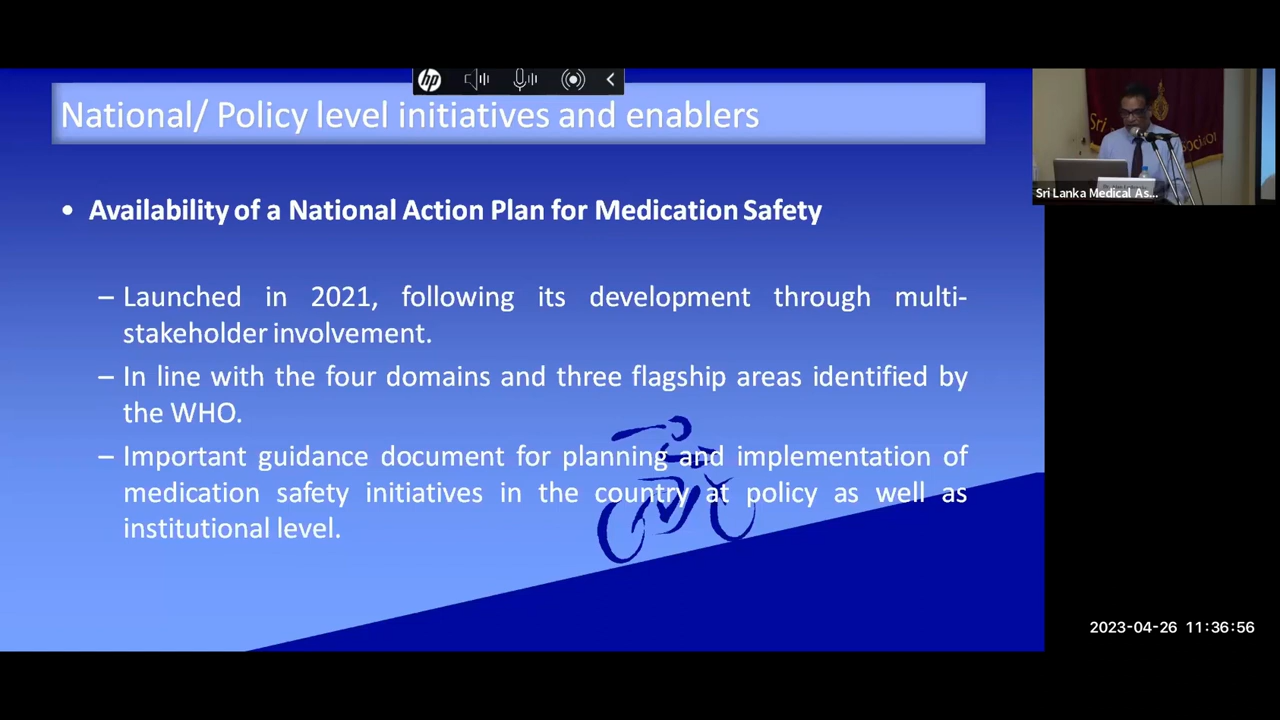 hp
National/ Policy level initiatives and enablers
• Availability of a National Action Plan for Medication Safety
– Launched in 2021, following its development through multi-
stakeholder involvement.
– In line with the four domains and three flagship areas identified by
the WHO.
– Important guidance document for planning and implementation of
medication safety initiatives in the country at policy as well as
institutional level.
Sri
Sri Lanka Medical As...
2023-04-26 11:36:56